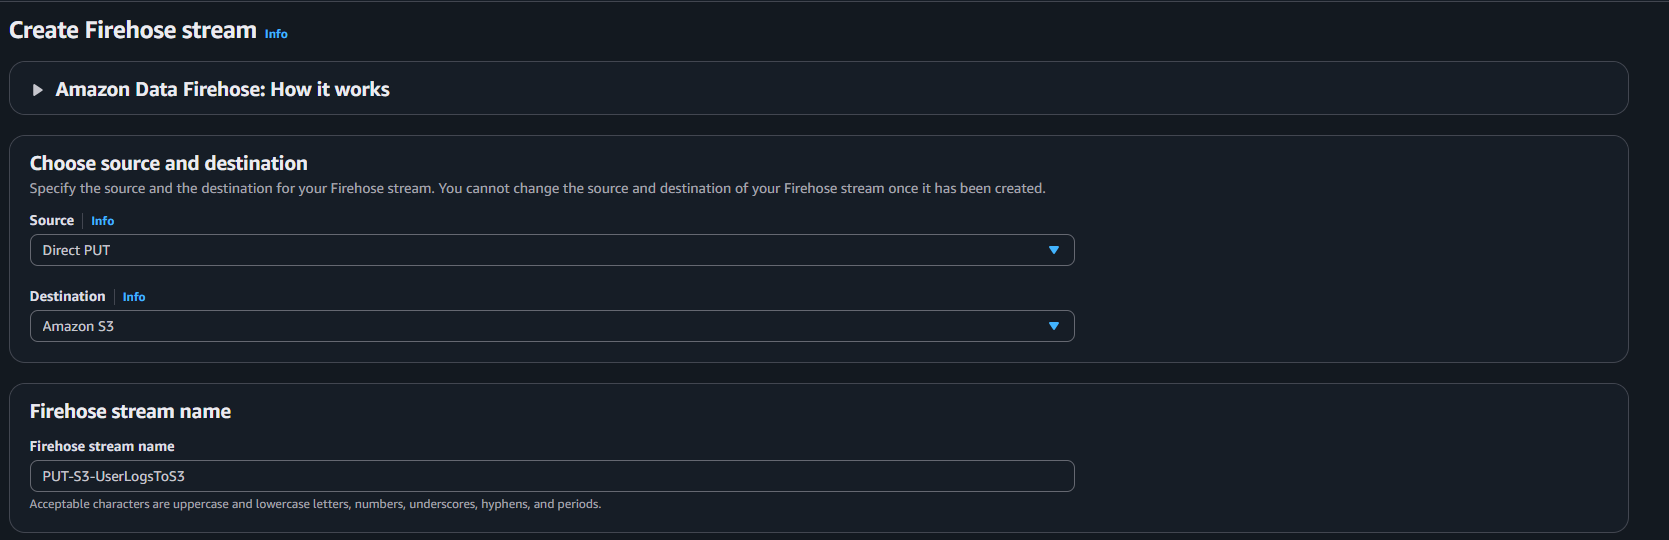 Create Firehose stream Info
Amazon Data Firehose: How it works
Choose source and destination
Specify the source and the destination for your Firehose stream. You cannot change the source and destination of your Firehose stream once it has been created.
Source Info
Direct PUT
Destination Info
Amazon S3
Firehose stream name
Firehose stream name
PUT-S3-UserLogsToS3
Acceptable characters are uppercase and lowercase letters, numbers, underscores, hyphens, and periods.